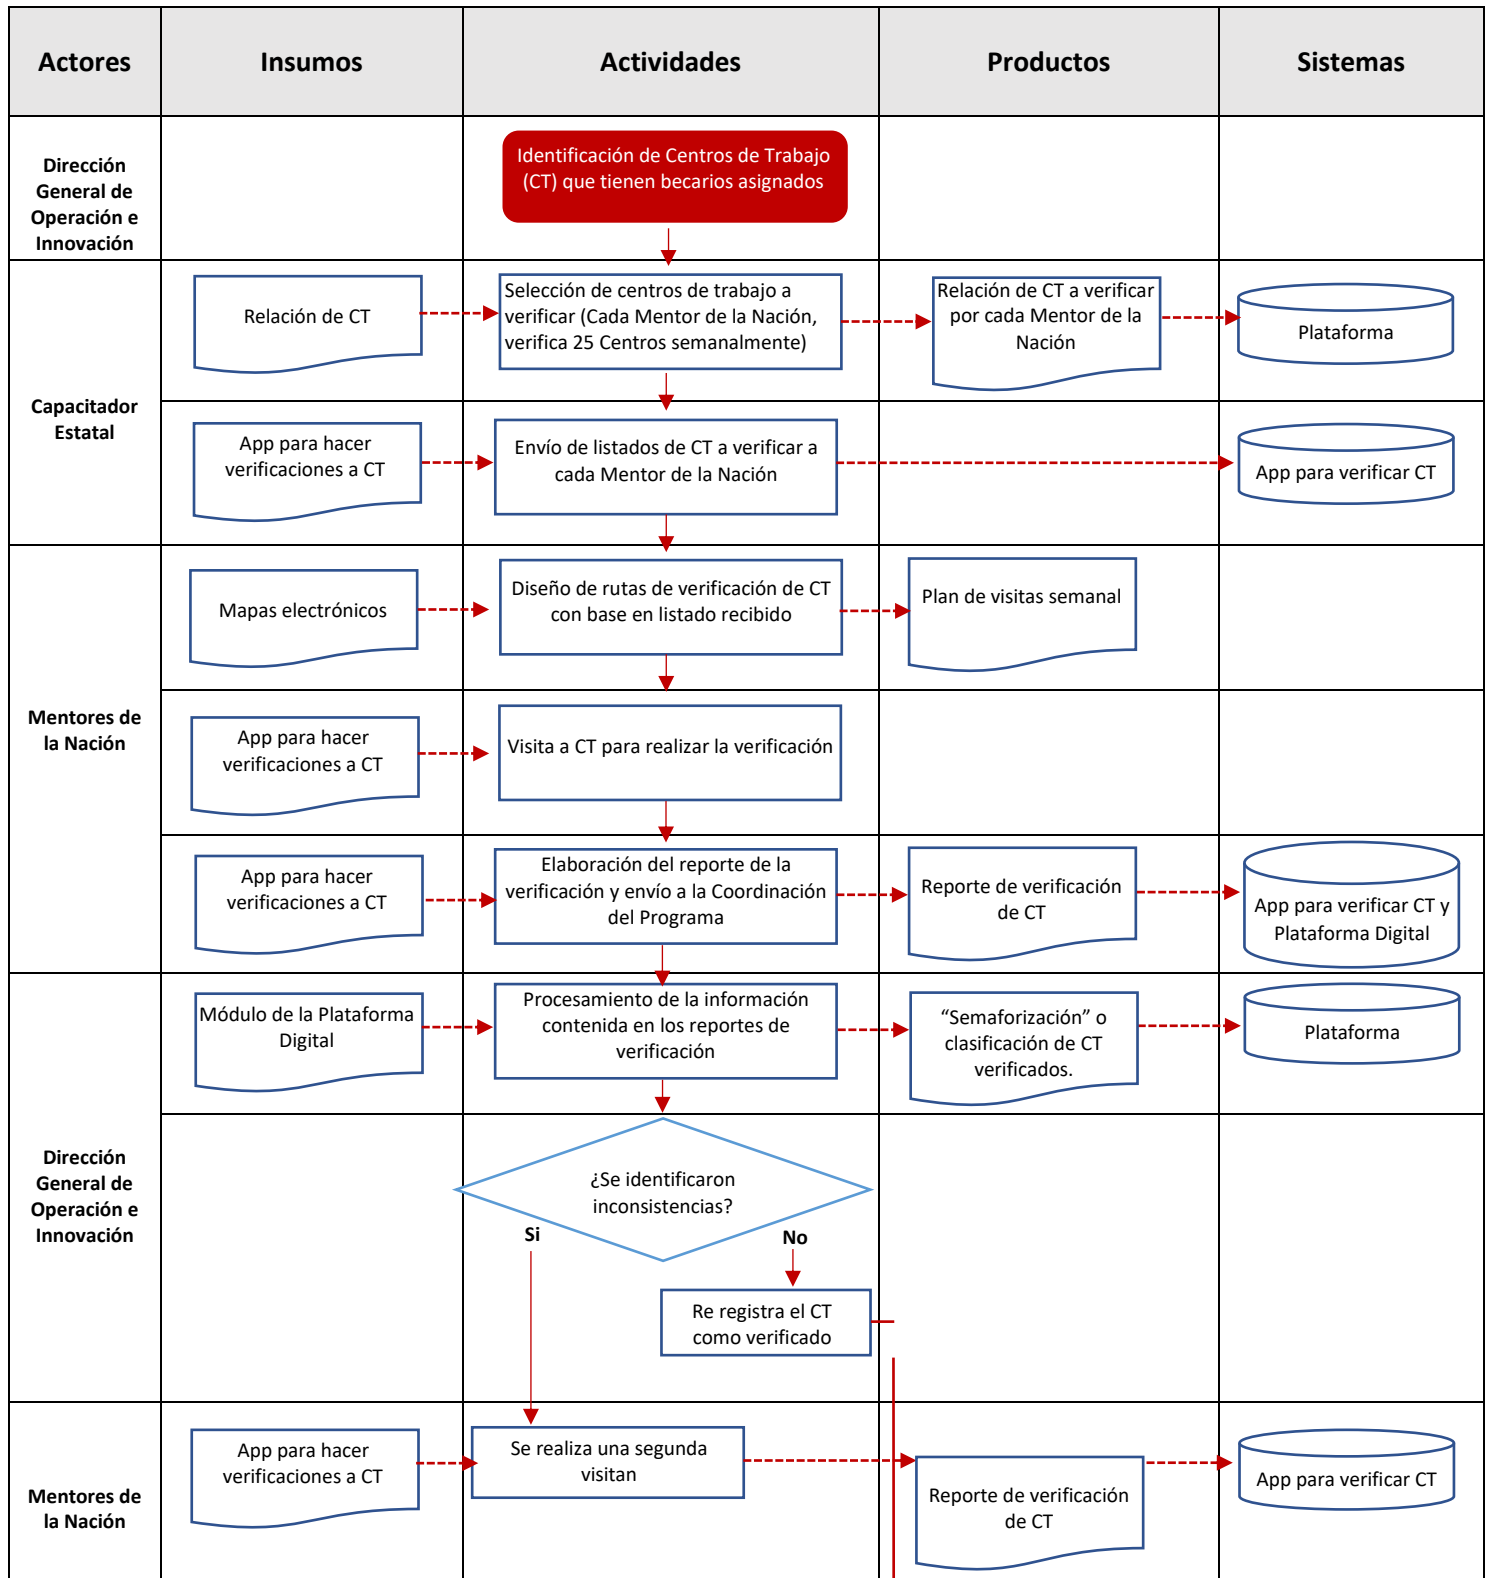 Actores
Insumos
Actividades
Productos
Sistemas
Dirección
General de
Operación e
Innovación
Identificación de Centros de Trabajo
(CT) que tienen becarios asignados
Capacitador
Estatal
Relación de CT
Selección de centros de trabajo a
verificar (Cada Mentor de la Nación,
verifica 25 Centros semanalmente)
Relación de CT a verificar
por cada Mentor de la
Nación
Plataforma
App para hacer
verificaciones a CT
Envío de listados de CT a verificar a
cada Mentor de la Nación
App para verificar CT
Mentores de
la Nación
Mapas electrónicos
Diseño de rutas de verificación de CT
con base en listado recibido
Plan de visitas semanal
App para hacer
verificaciones a CT
Visita a CT para realizar la verificación
App para hacer
verificaciones a CT
Elaboración del reporte de la
verificación y envío a la Coordinación
del Programa
Reporte de verificación
de CT
App para verificar CT y
Plataforma Digital
Dirección
General de
Operación e
Innovación
Módulo de la Plataforma
Digital
Procesamiento de la información
contenida en los reportes de
verificación
“Semaforización” o
clasificación de CT
verificados.
Plataforma
¿Se identificaron
inconsistencias?
Si
No
Re registra el CT
como verificado
Mentores de
la Nación
App para hacer
verificaciones a CT
Se realiza una segunda
visitan
Reporte de verificación
de CT
App para verificar CT